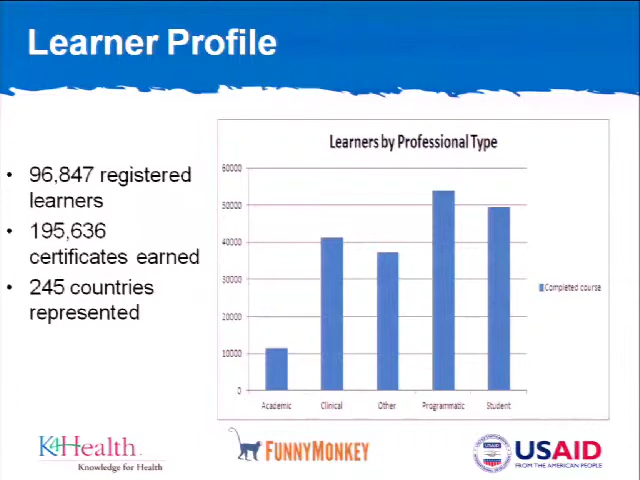 Learner Profile
• 96,847 registered
learners
• 195,636
certificates earned
• 245 countries
represented
Learners by Professional Type
60000
50000
40000
30000
20000
10000
0
Academic
Clinical
Other
Programmatic
Student
Completed course
K4Health
Knowledge for Health
FUNNYMONKEY
USAID
FROM THE AMERICAN PEOPLE